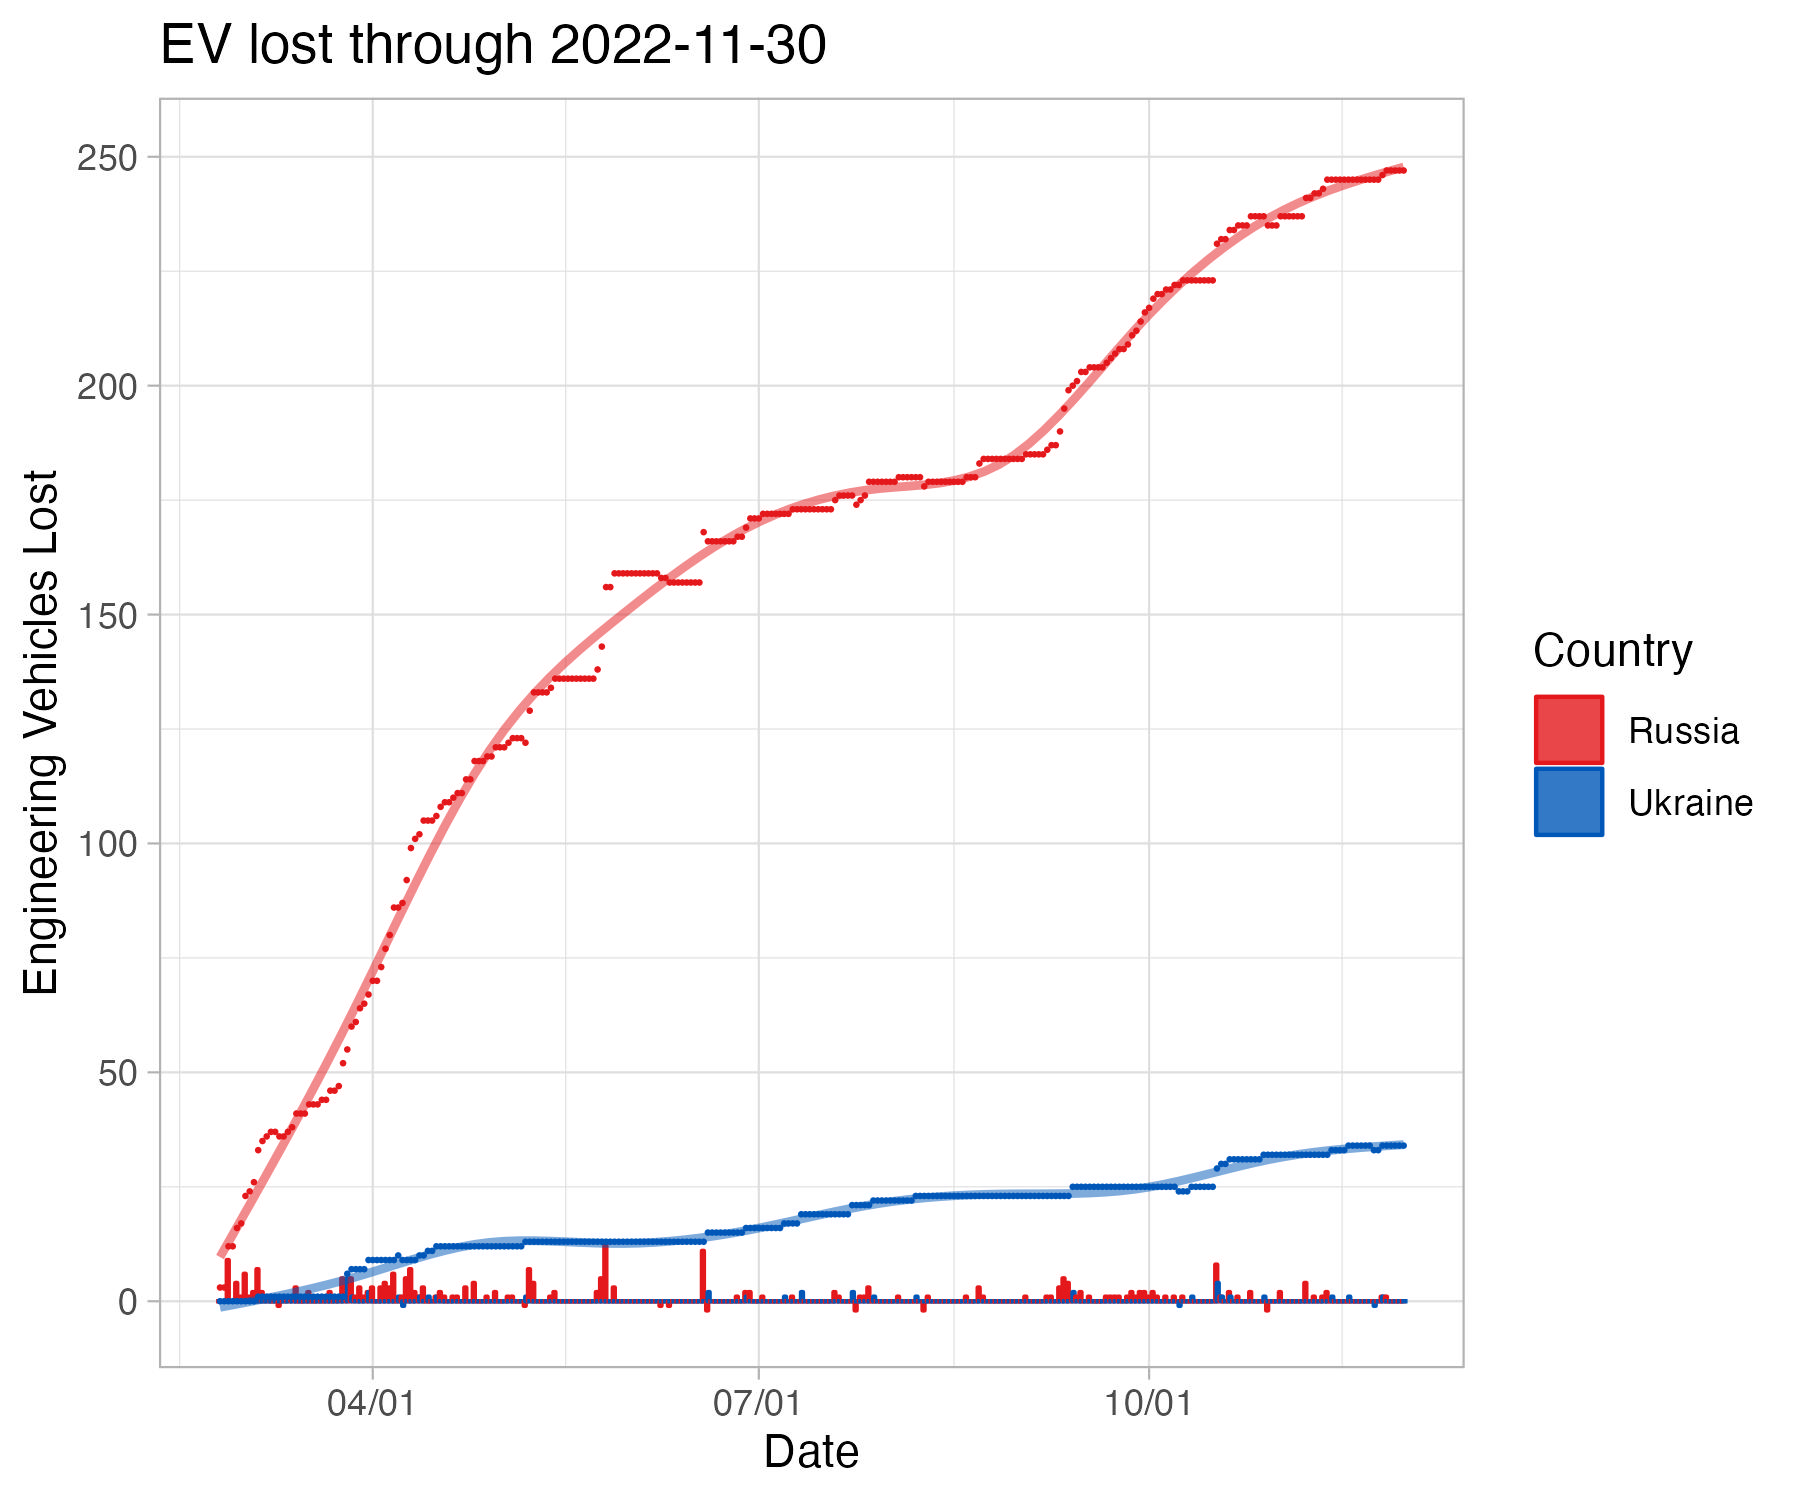 EV lost through 2022-11-30
Engineering Vehicles Lost
250
200
150
100
50
0
04/01
07/01
10/01
Date
Country
Russia
Ukraine